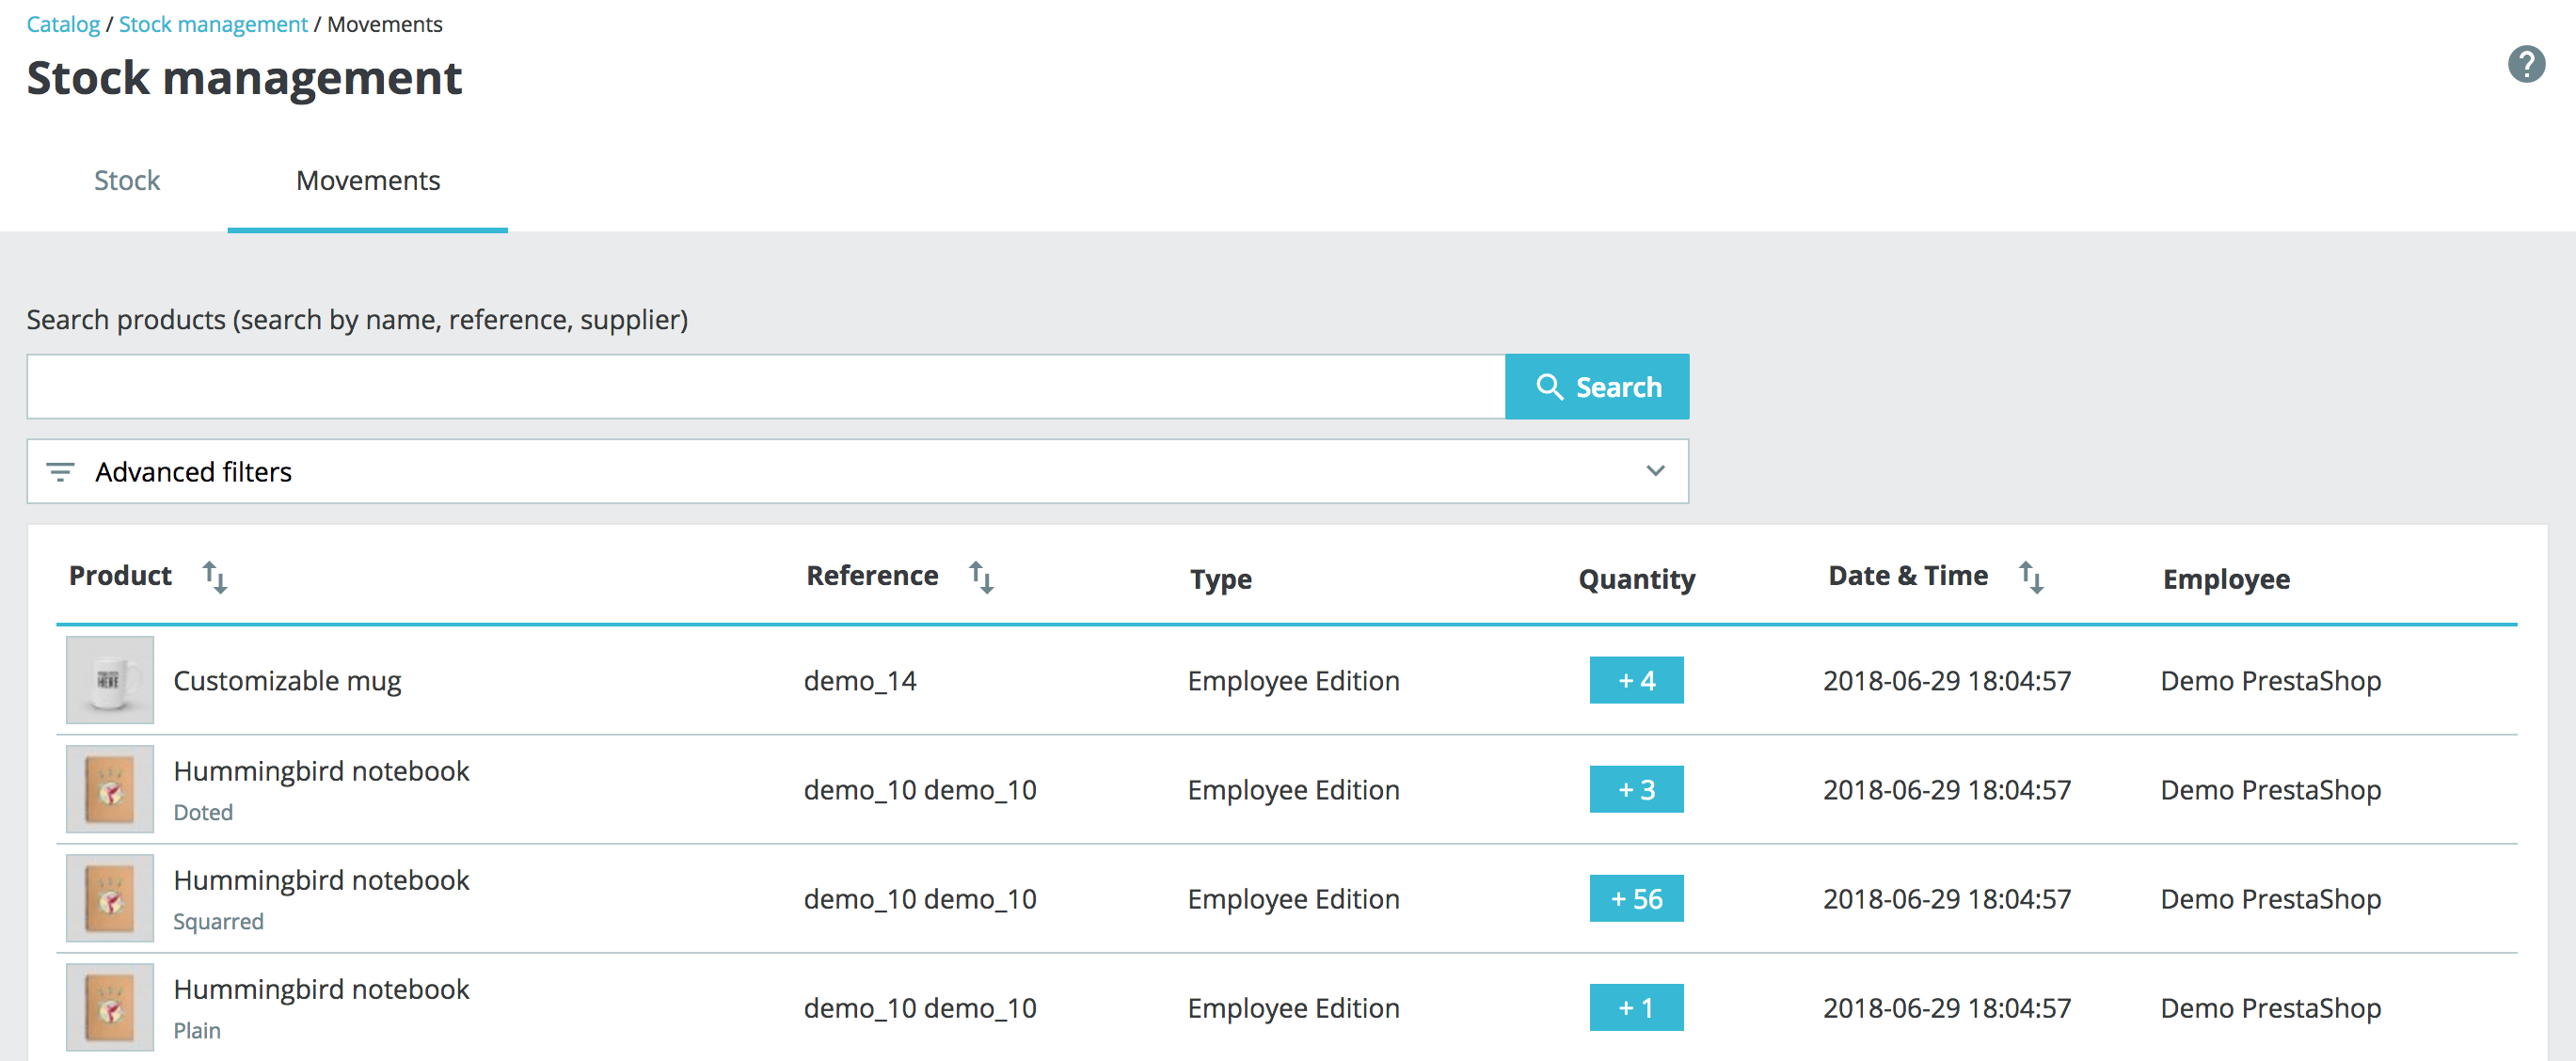 Catalog / Stock management / Movements
Stock management
?
Stock Movements
Search products (search by name, reference, supplier)
Search
Advanced filters
Product Reference Type Quantity Date & Time Employee
HERE
Customizable mug demo_14 Employee Edition + 4 2018-06-29 18:04:57 Demo PrestaShop
Hummingbird notebook
Doted
demo_10 demo_10 Employee Edition + 3 2018-06-29 18:04:57 Demo PrestaShop
Hummingbird notebook
Squarred
demo_10 demo_10 Employee Edition + 56 2018-06-29 18:04:57 Demo PrestaShop
Hummingbird notebook
Plain
demo_10 demo_10 Employee Edition + 1 2018-06-29 18:04:57 Demo PrestaShop